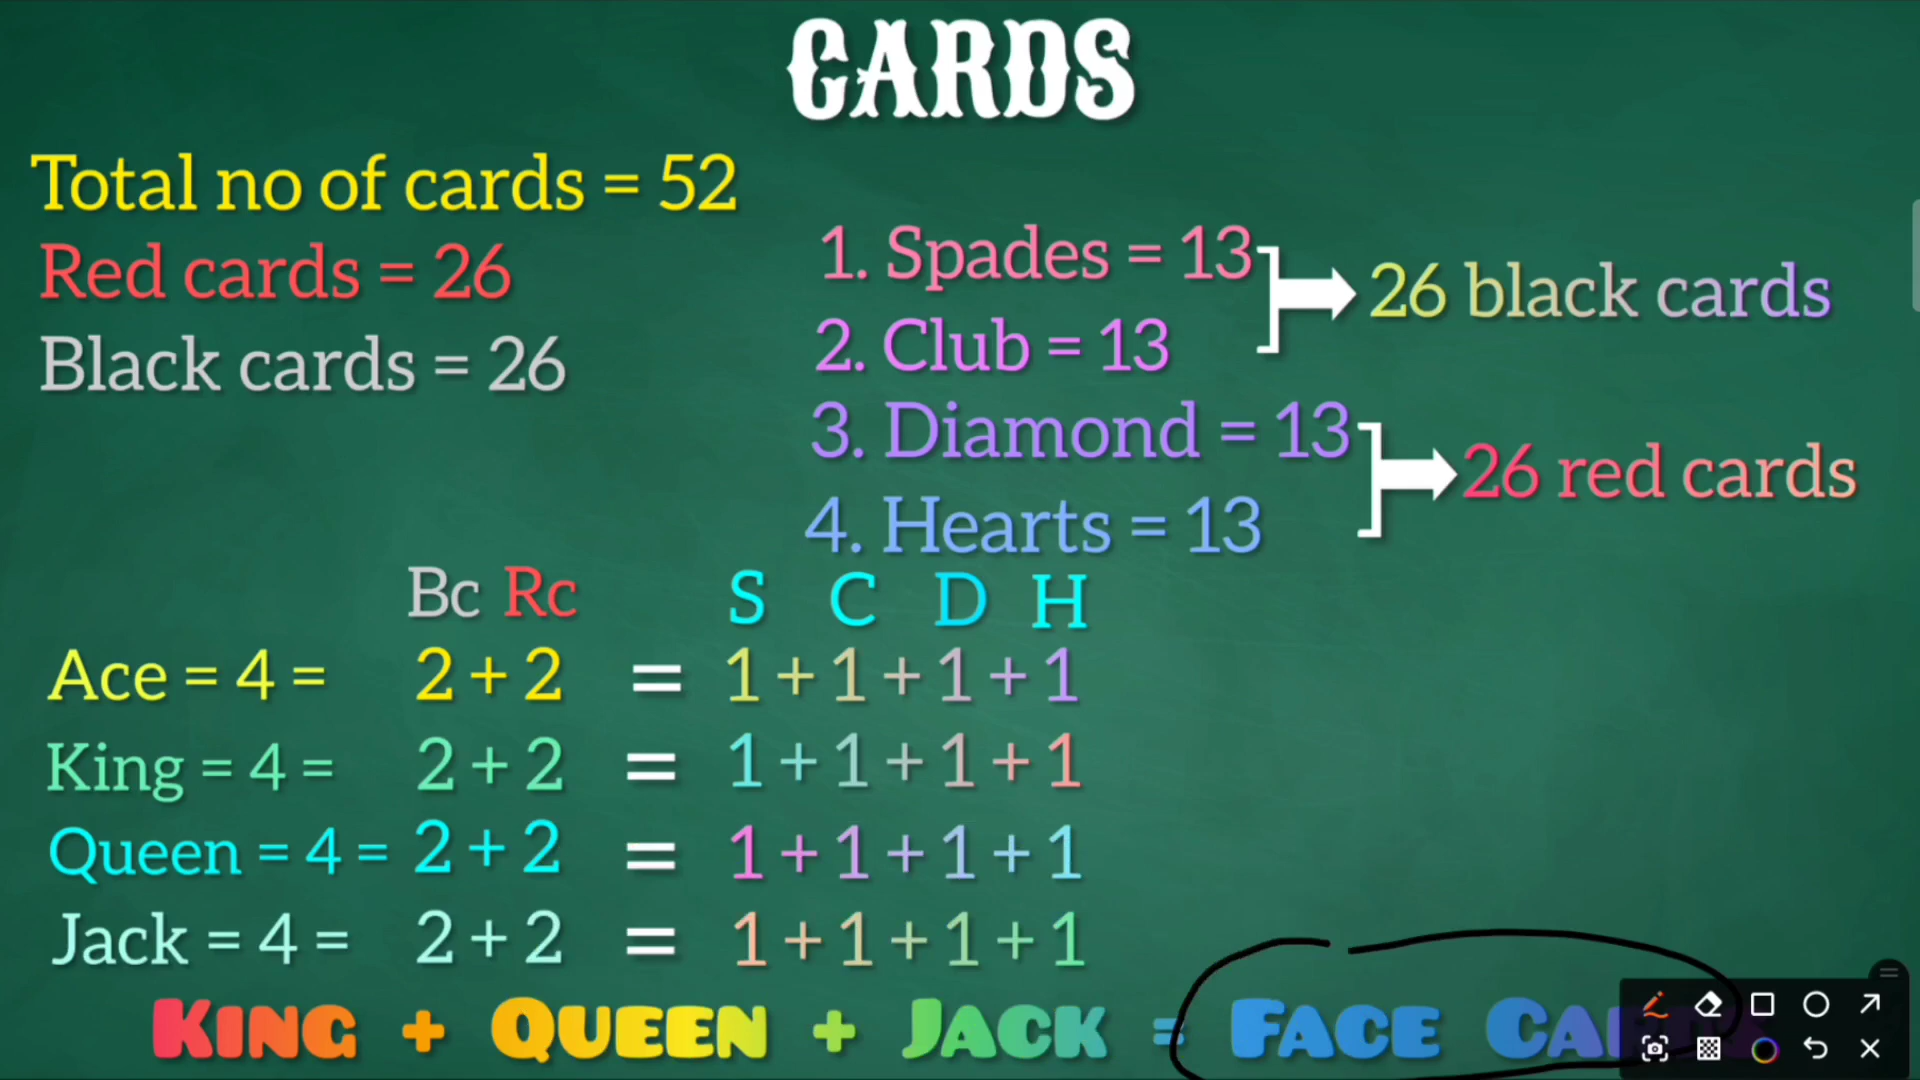 CARDS
Total no of cards = 52
Red cards = 26
Black cards = 26
1. Spades = 13
2. Club = 13
26 black cards
3. Diamond = 13
4. Hearts = 13
26 red cards
Bc Rc S C D H
Ace = 4 = 2 + 2 = 1 + 1 + 1 + 1
King = 4 = 2 + 2 = 1 + 1 + 1 + 1
Queen = 4 = 2 + 2 = 1 + 1 + 1 + 1
Jack = 4 = 2 + 2 = 1 + 1 + 1 + 1
KING + QUEEN + JACK = FACE